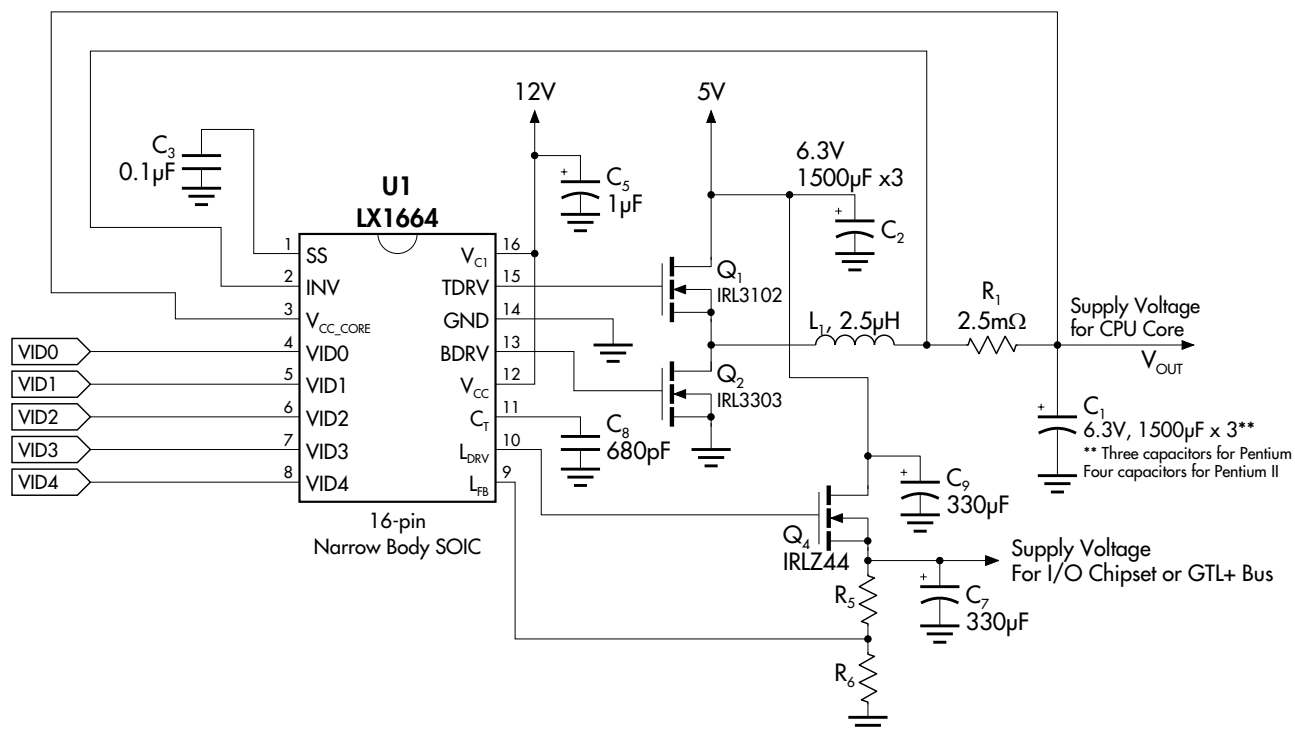 12V
5V
C3
0.1µF
6.3V
1500µF x3
U1
LX1664
+
C5
1µF
+
C2
1
SS
VC1
16
2
INV
TDRV
15
3
VCC_CORE
GND
14
4
VID0
BDRV
13
5
VID1
VCC
12
6
VID2
CT
11
7
VID3
LDRV
10
8
VID4
LFB
9
VID0
VID1
VID2
VID3
VID4
16-pin
Narrow Body SOIC
Q1
IRL3102
Q2
IRL3303
L1, 2.5µH
R1
2.5mΩ
Supply Voltage
for CPU Core
VOUT
+
C1
6.3V, 1500µF x 3**
** Three capacitors for Pentium
Four capacitors for Pentium II
C8
680pF
+
C9
330µF
Q4
IRLZ44
Supply Voltage
For I/O Chipset or GTL+ Bus
+
C7
330µF
R5
R6